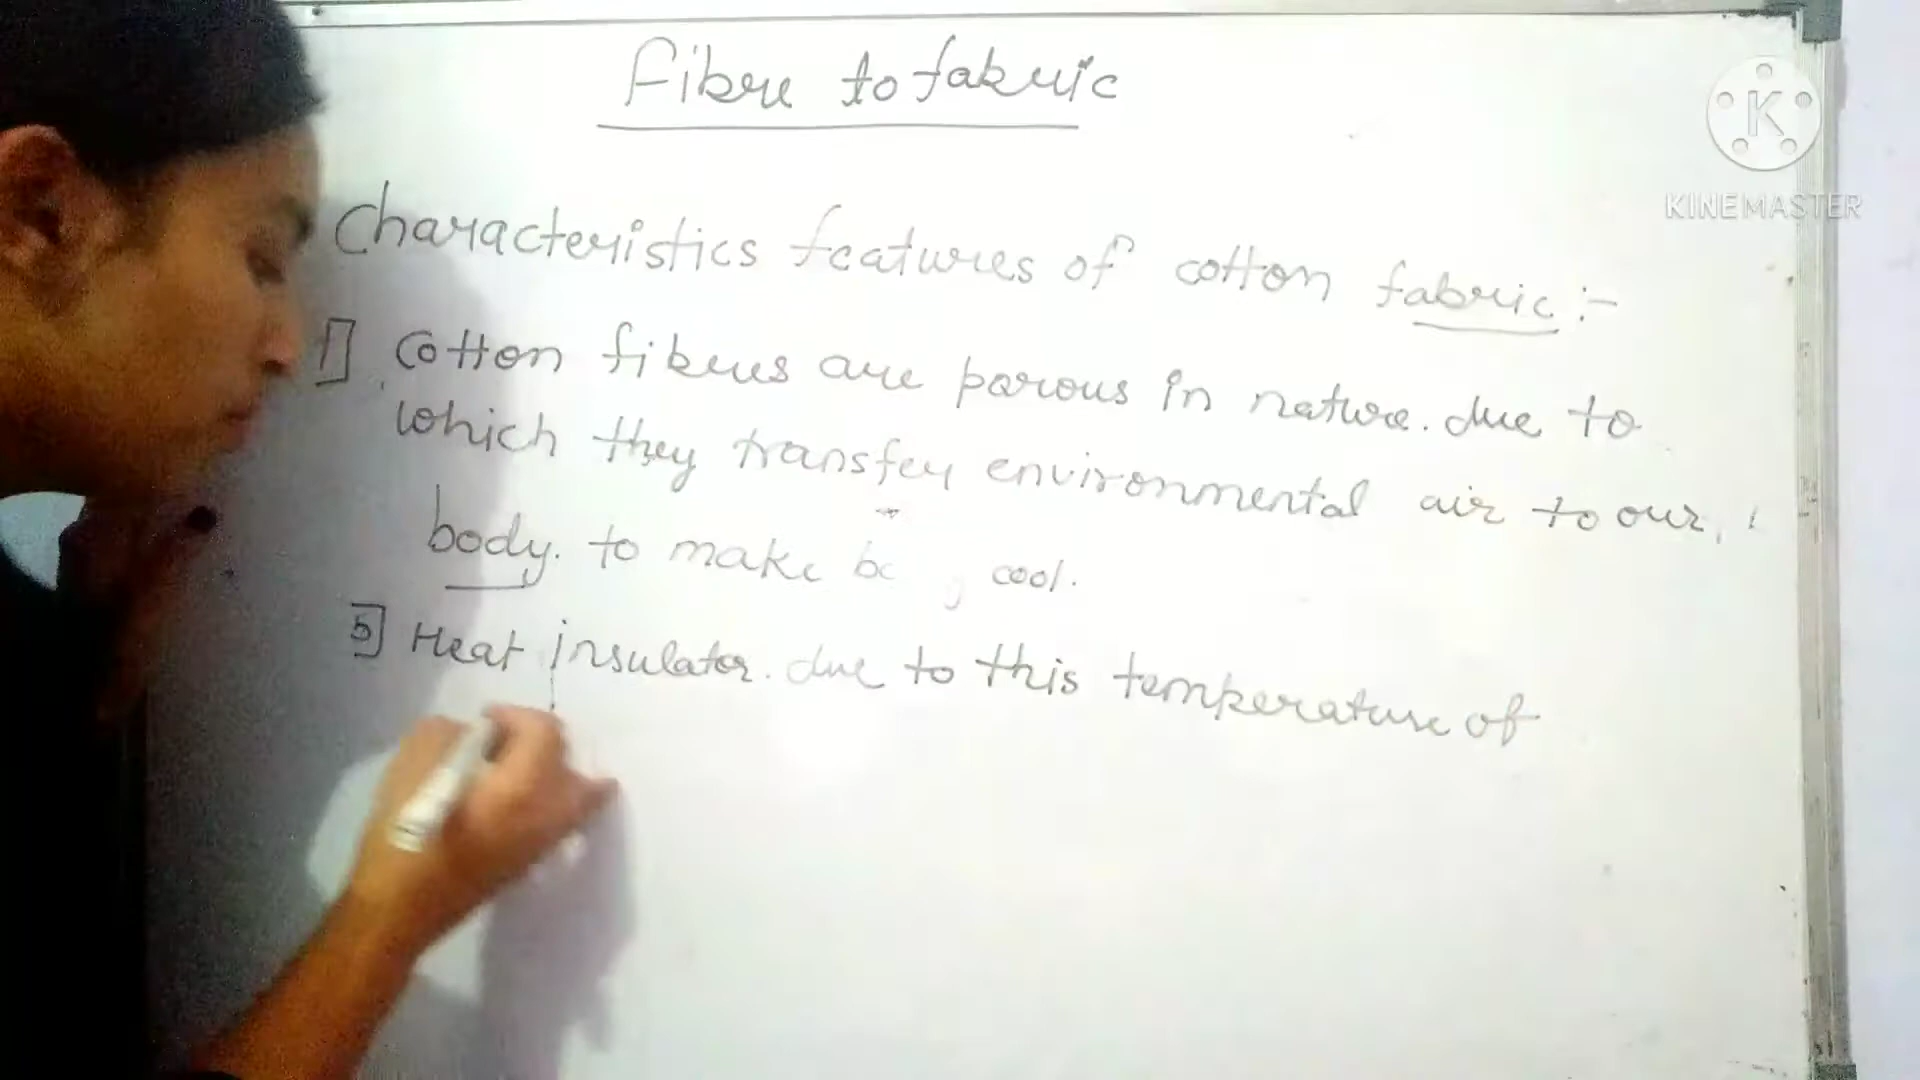 Fibre to fabric
K
KINEMASTER
Characteristics features of cotton fabric :-
1] Cotton fibres are porous in nature. due to
which they transfer environmental air to our
body. to make cool.
5] Heat insulator. due to this temperature of